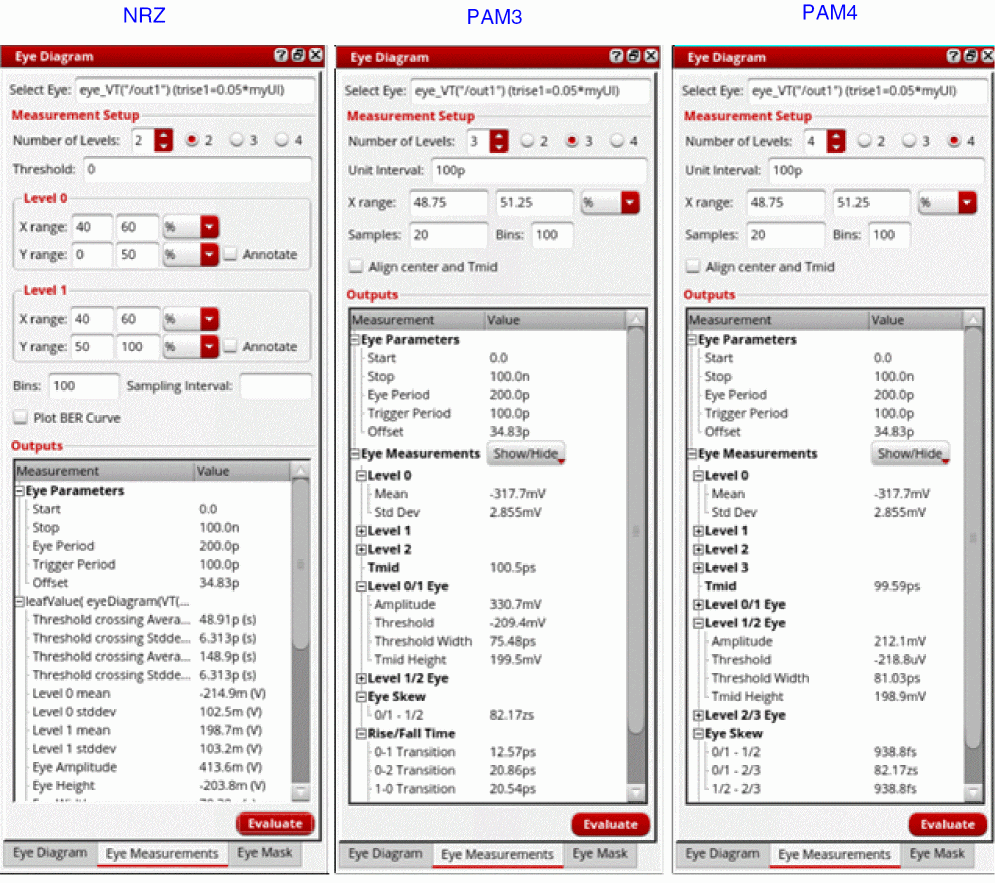 NRZ
Eye Diagram
Select Eye: eye_VT("/out1") (trise1=0.05*myUI)
Measurement Setup
Number of Levels: 2 2 3 4
Threshold: 0
Level 0
X range: 40 60 %
Y range: 0 50 % Annotate
Level 1
X range: 40 60 %
Y range: 50 100 % Annotate
Bins: 100 Sampling Interval:
Plot BER Curve
Outputs
Measurement Value
Eye Parameters
Start 0.0
Stop 100.0n
Eye Period 200.0p
Trigger Period 100.0p
Offset 34.83p
leafValue( eyeDiagram(VT(...
Threshold crossing Avera... 48.91p (s)
Threshold crossing Stdde... 6.313p (s)
Threshold crossing Avera... 148.9p (s)
Threshold crossing Stdde... 6.313p (s)
Level 0 mean -214.9m (V)
Level 0 stddev 102.5m (V)
Level 1 mean 198.7m (V)
Level 1 stddev 103.2m (V)
Eye Amplitude 413.6m (V)
Eye Height -203.8m (V)
Evaluate
Eye Diagram Eye Measurements Eye Mask
PAM3
Eye Diagram
Select Eye: eye_VT("/out1") (trise1=0.05*myUI)
Measurement Setup
Number of Levels: 3 2 3 4
Unit Interval: 100p
X range: 48.75 51.25 %
Samples: 20 Bins: 100
Align center and Tmid
Outputs
Measurement Value
Eye Parameters
Start 0.0
Stop 100.0n
Eye Period 200.0p
Trigger Period 100.0p
Offset 34.83p
Eye Measurements Show/Hide
Level 0
Mean -317.7mV
Std Dev 2.855mV
Level 1
Level 2
Tmid 100.5ps
Level 0/1 Eye
Amplitude 330.7mV
Threshold -209.4mV
Threshold Width 75.48ps
Tmid Height 199.5mV
Level 1/2 Eye
Eye Skew
0/1 - 1/2 82.17zs
Rise/Fall Time
0-1 Transition 12.57ps
0-2 Transition 20.86ps
1-0 Transition 20.54ps
Evaluate
Eye Diagram Eye Measurements Eye Mask
PAM4
Eye Diagram
Select Eye: eye_VT("/out1") (trise1=0.05*myUI)
Measurement Setup
Number of Levels: 4 2 3 4
Unit Interval: 100p
X range: 48.75 51.25 %
Samples: 20 Bins: 100
Align center and Tmid
Outputs
Measurement Value
Eye Parameters
Start 0.0
Stop 100.0n
Eye Period 200.0p
Trigger Period 100.0p
Offset 34.83p
Eye Measurements Show/Hide
Level 0
Mean -317.7mV
Std Dev 2.855mV
Level 1
Level 2
Level 3
Tmid 99.59ps
Level 0/1 Eye
Level 1/2 Eye
Amplitude 212.1mV
Threshold -218.8uV
Threshold Width 81.03ps
Tmid Height 198.9mV
Level 2/3 Eye
Eye Skew
0/1 - 1/2 938.8fs
0/1 - 2/3 82.17zs
1/2 - 2/3 938.8fs
Evaluate
Eye Diagram Eye Measurements Eye Mask